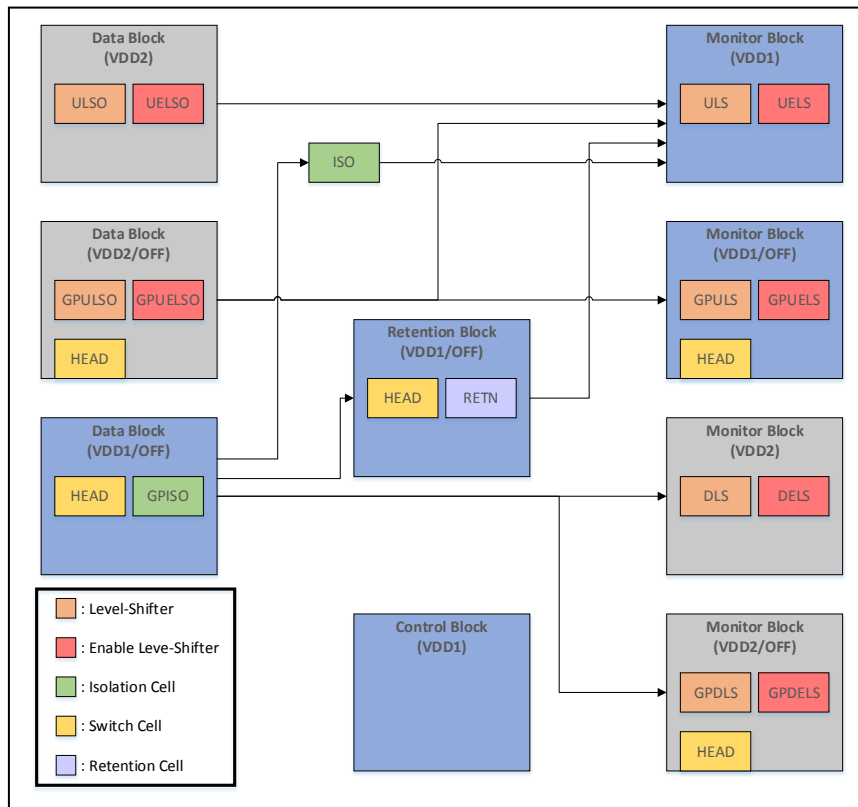 Data Block
(VDD2)
ULSO
UELSO
Monitor Block
(VDD1)
ULS
UELS
ISO
Data Block
(VDD2/OFF)
GPULSO
GPUELSO
HEAD
Monitor Block
(VDD1/OFF)
GPULS
GPUELS
HEAD
Retention Block
(VDD1/OFF)
HEAD
RETN
Data Block
(VDD1/OFF)
HEAD
GPISO
Monitor Block
(VDD2)
DLS
DELS
: Level-Shifter
: Enable Leve-Shifter
: Isolation Cell
: Switch Cell
: Retention Cell
Control Block
(VDD1)
Monitor Block
(VDD2/OFF)
GPDLS
GPDELS
HEAD